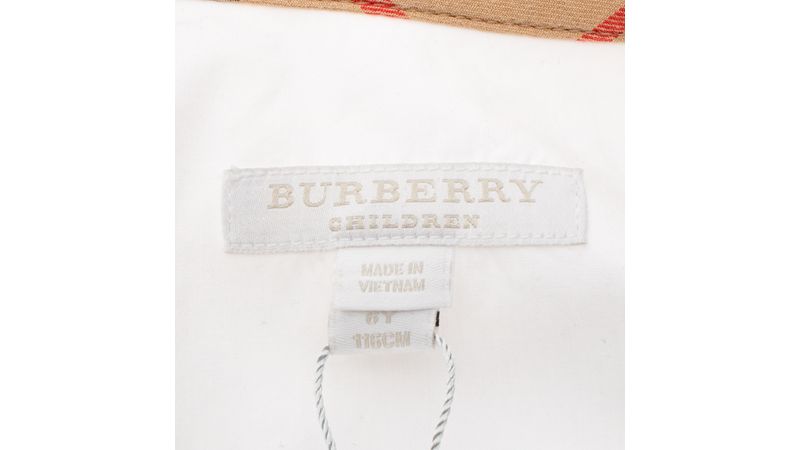 BURBERRY
CHILDREN
MADE IN
VIETNAM
6Y
116CM